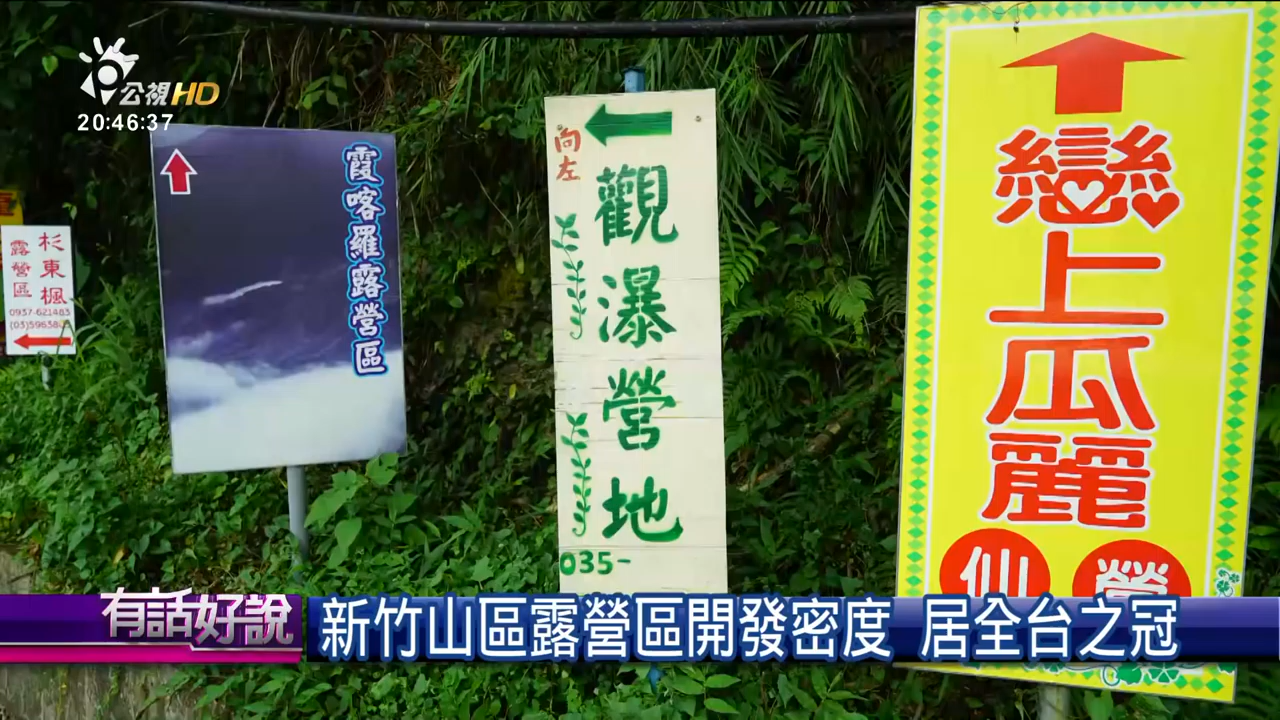 公視HD
20:46:37
杉東楓
露營區
0937-621483
霞喀羅露營區
向左
觀瀑營地
035-
戀上瓜麗
仙
營
有話好說
新竹山區露營區開發密度 居全台之冠